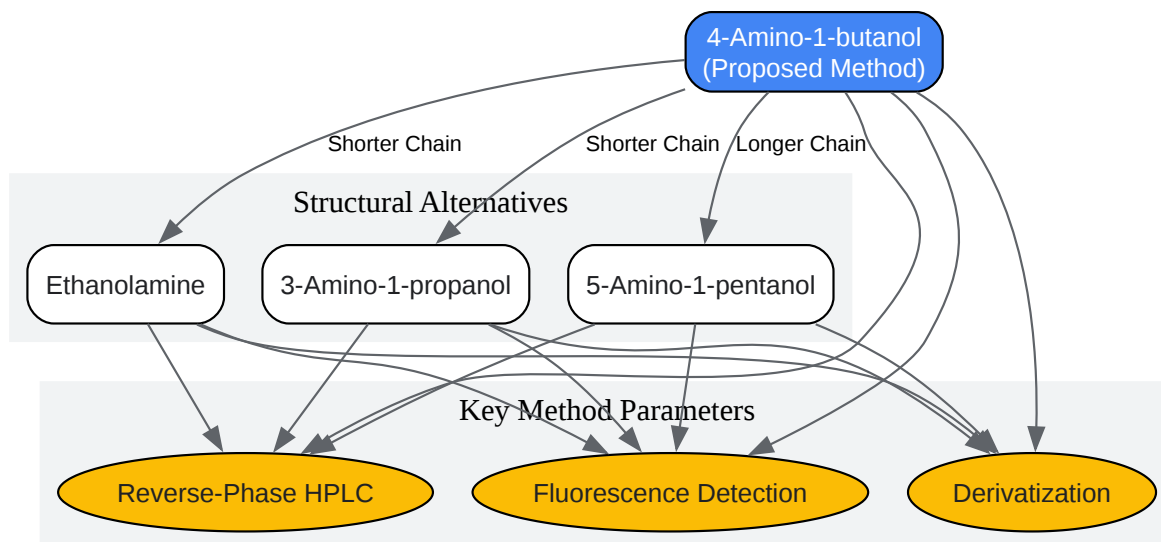 4-Amino-1-butanol
(Proposed Method)
Shorter Chain
Shorter Chain
Longer Chain
Structural Alternatives
Ethanolamine
3-Amino-1-propanol
5-Amino-1-pentanol
Key Method Parameters
Reverse-Phase HPLC
Fluorescence Detection
Derivatization